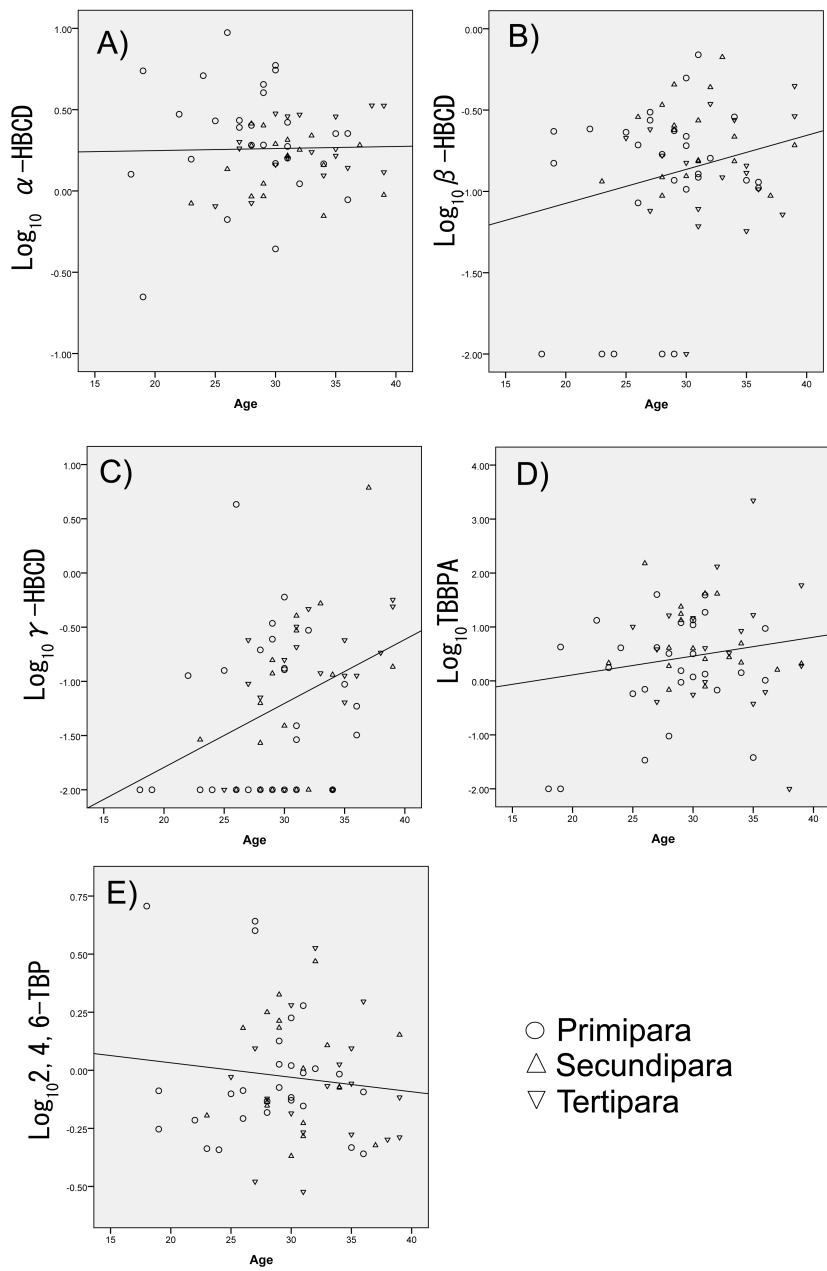 A)
Log10 α-HBCD
1.00
0.50
0.00
-0.50
-1.00
15 20 25 30 35 40
Age
B)
Log10 β-HBCD
0.00
-0.50
-1.00
-1.50
-2.00
15 20 25 30 35 40
Age
C)
Log10 γ-HBCD
1.00
0.50
0.00
-0.50
-1.00
-1.50
-2.00
15 20 25 30 35 40
Age
D)
Log10TBBPA
4.00
3.00
2.00
1.00
0.00
-1.00
-2.00
15 20 25 30 35 40
Age
E)
Log102, 4, 6-TBP
0.75
0.50
0.25
0.00
-0.25
-0.50
15 20 25 30 35 40
Age
Primipara
Secundipara
Tertipara